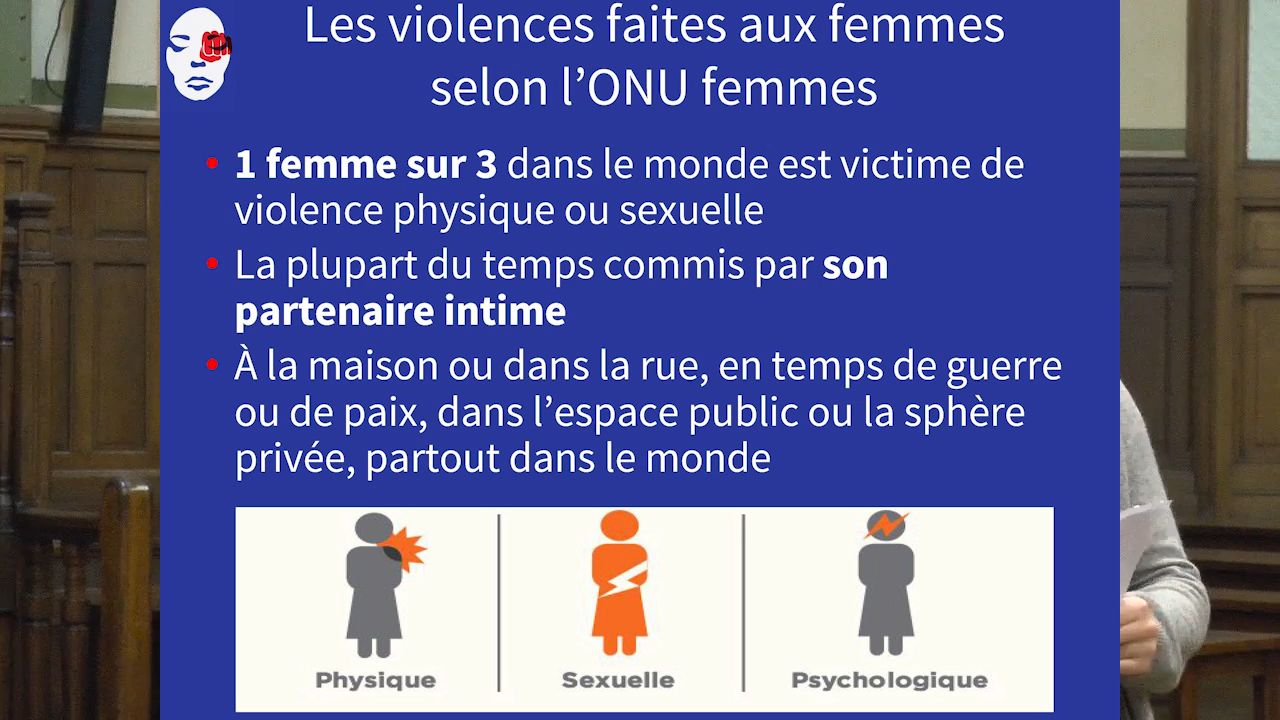 Les violences faites aux femmes
selon l’ONU femmes
1 femme sur 3 dans le monde est victime de
violence physique ou sexuelle
La plupart du temps commis par son
partenaire intime
À la maison ou dans la rue, en temps de guerre
ou de paix, dans l’espace public ou la sphère
privée, partout dans le monde
Physique
Sexuelle
Psychologique